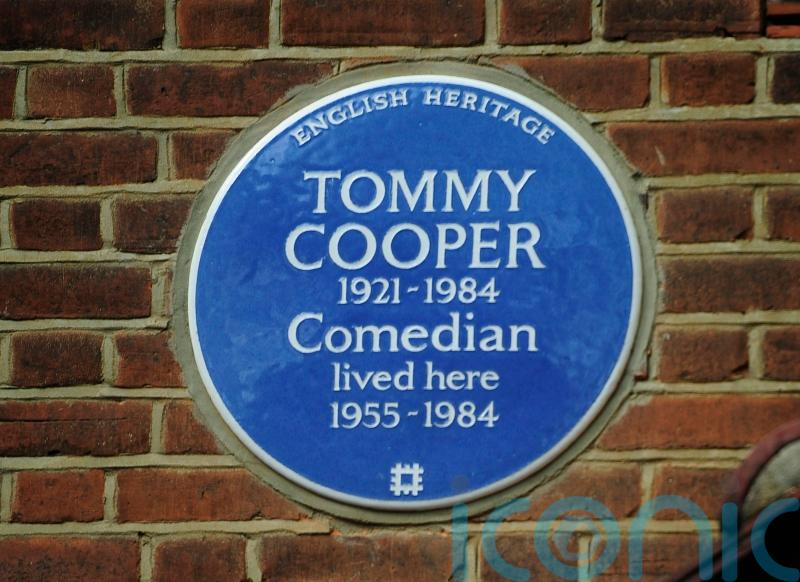 ENGLISH HERITAGE
TOMMY
COOPER
1921-1984
Comedian
lived here
1955-1984
iconic